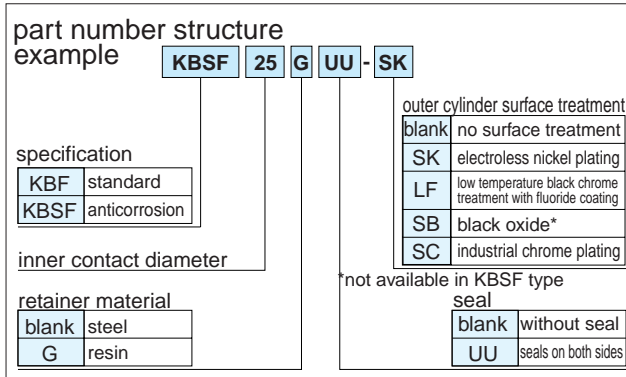 part number structure
example
KBSF 25 G UU - SK
outer cylinder surface treatment
blank no surface treatment
SK electroless nickel plating
LF low temperature black chrome
treatment with fluoride coating
SB black oxide*
SC industrial chrome plating
*not available in KBSF type
specification
KBF standard
KBSF anticorrosion
inner contact diameter
retainer material
blank steel
G resin
seal
blank without seal
UU seals on both sides